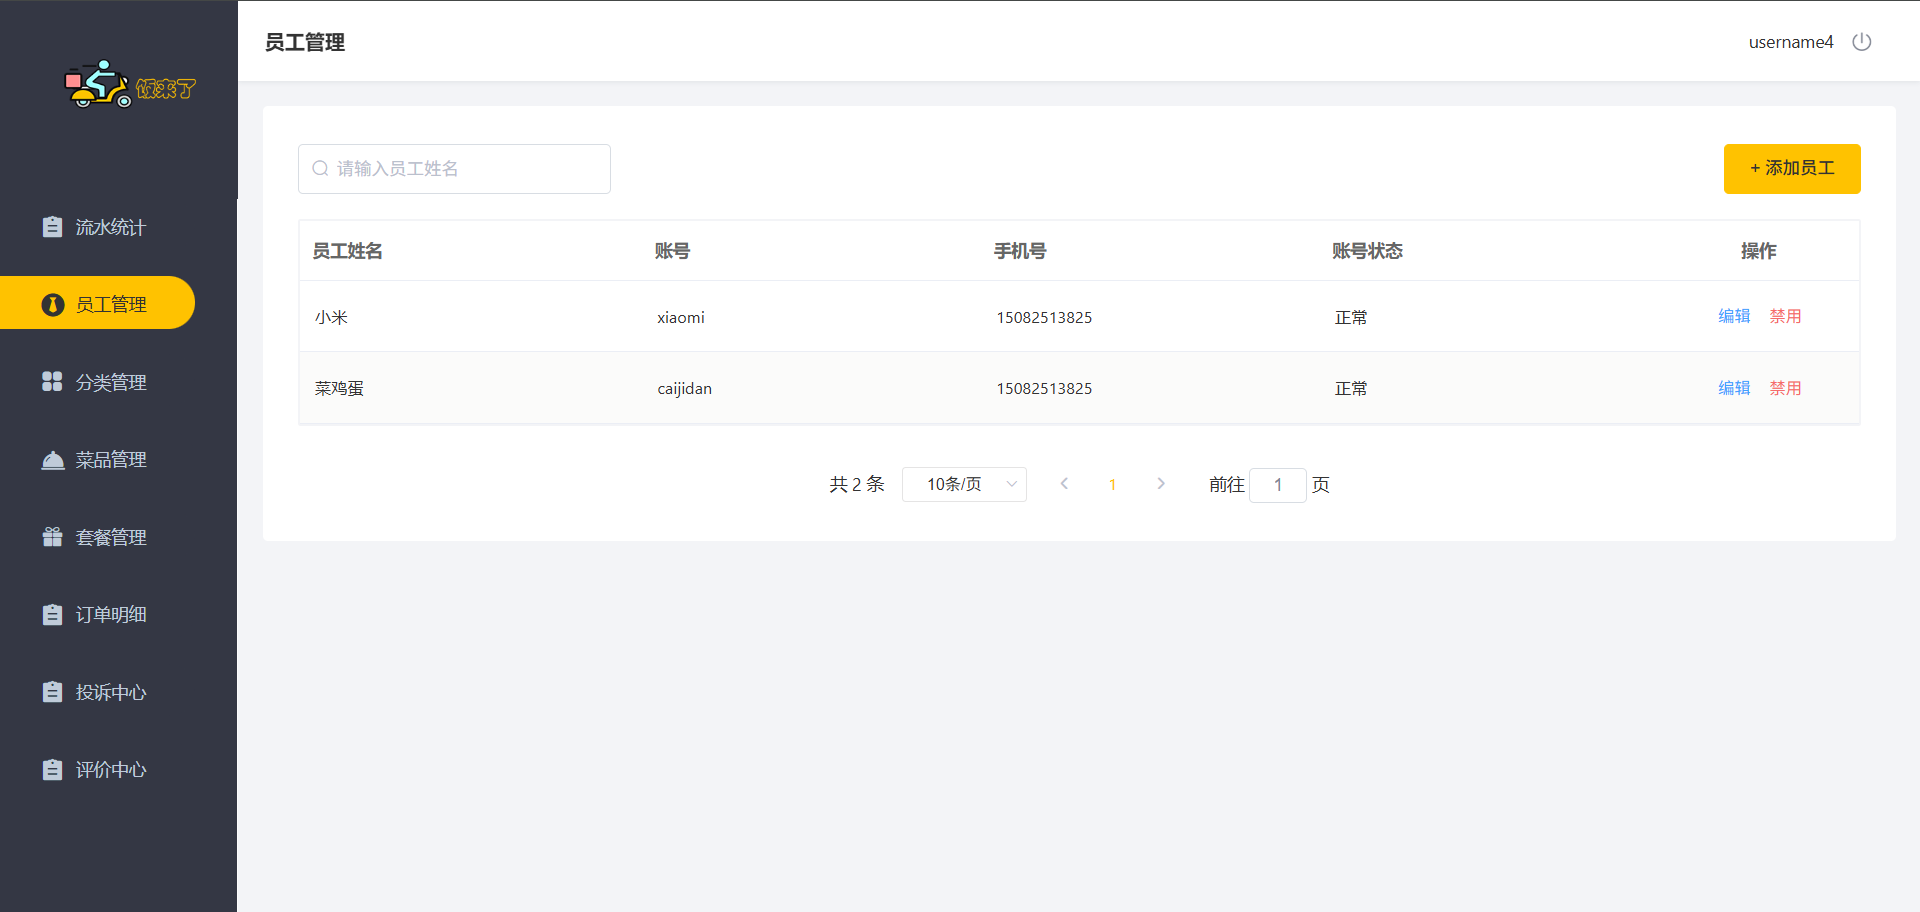 饭来了
流水统计
员工管理
分类管理
菜品管理
套餐管理
订单明细
投诉中心
评价中心
员工管理
username4
请输入员工姓名
+ 添加员工
员工姓名 账号 手机号 账号状态 操作
小米 xiaomi 15082513825 正常 编辑 禁用
菜鸡蛋 caijidan 15082513825 正常 编辑 禁用
共 2 条 10条/页 1 前往 1 页